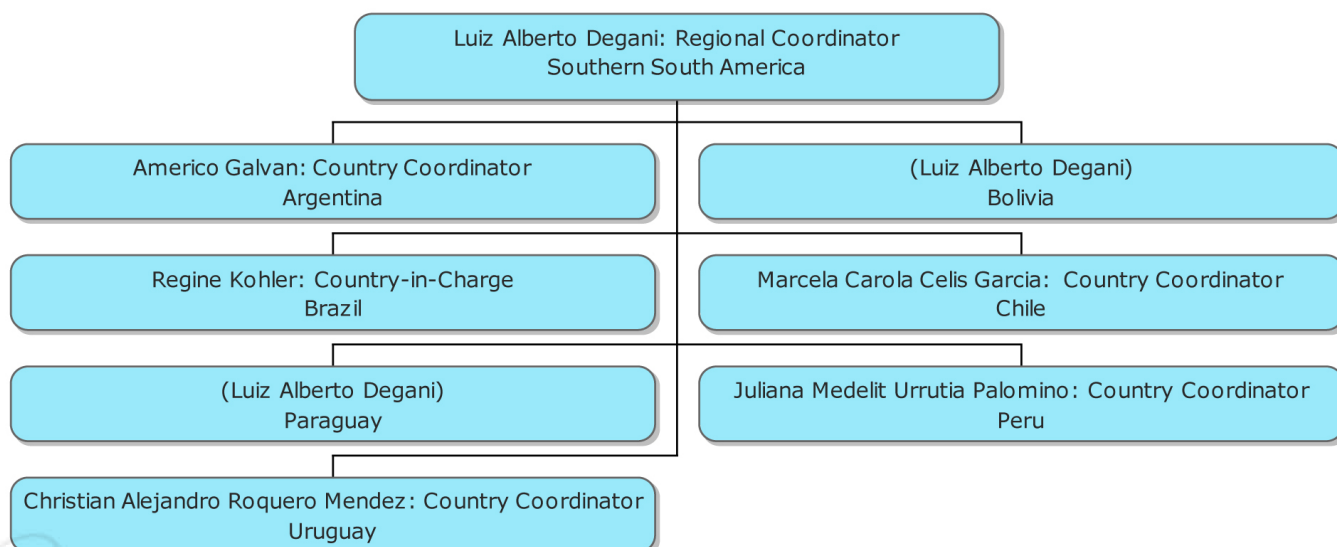 Luiz Alberto Degani: Regional Coordinator
Southern South America
Americo Galvan: Country Coordinator
Argentina
(Luiz Alberto Degani)
Bolivia
Regine Kohler: Country-in-Charge
Brazil
Marcela Carola Celis Garcia:  Country Coordinator
Chile
(Luiz Alberto Degani)
Paraguay
Juliana Medelit Urrutia Palomino: Country Coordinator
Peru
Christian Alejandro Roquero Mendez: Country Coordinator
Uruguay